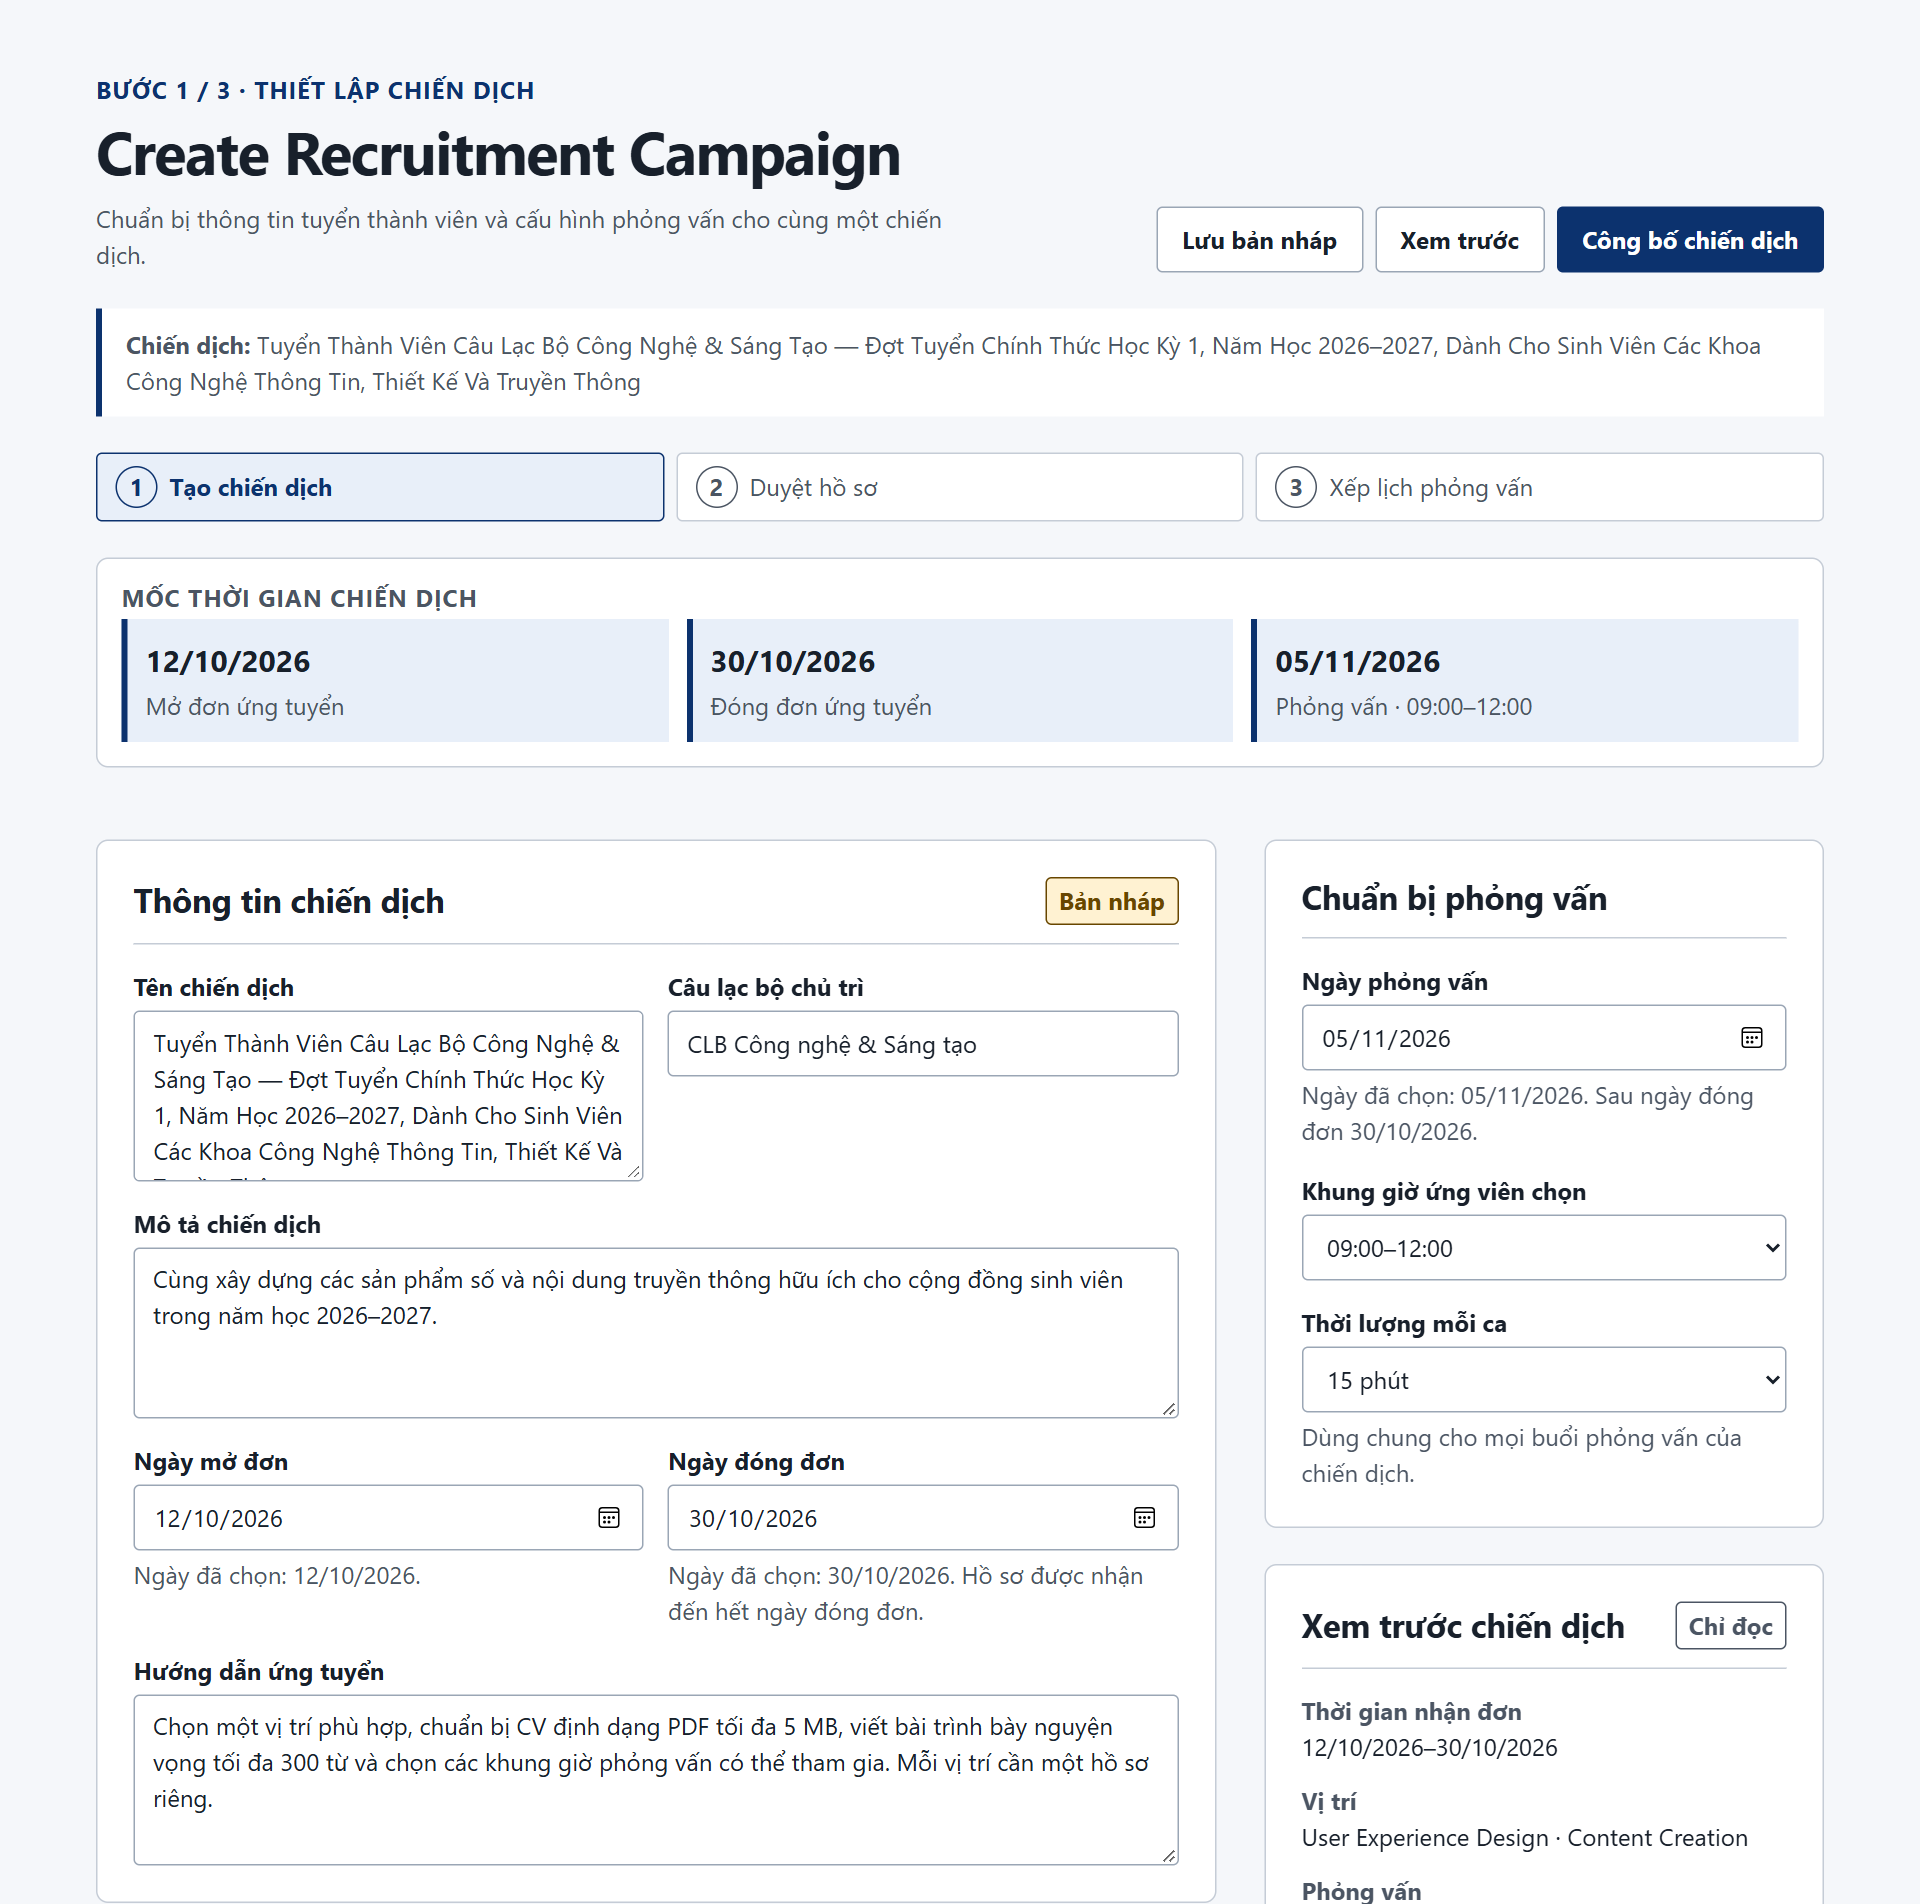 BƯỚC 1 / 3 · THIẾT LẬP CHIẾN DỊCH
Create Recruitment Campaign
Chuẩn bị thông tin tuyển thành viên và cấu hình phỏng vấn cho cùng một chiến
dịch.
Lưu bản nháp
Xem trước
Công bố chiến dịch
Chiến dịch: Tuyển Thành Viên Câu Lạc Bộ Công Nghệ & Sáng Tạo — Đợt Tuyển Chính Thức Học Kỳ 1, Năm Học 2026–2027, Dành Cho Sinh Viên Các Khoa
Công Nghệ Thông Tin, Thiết Kế Và Truyền Thông
1 Tạo chiến dịch
2 Duyệt hồ sơ
3 Xếp lịch phỏng vấn
MỐC THỜI GIAN CHIẾN DỊCH
12/10/2026
Mở đơn ứng tuyển
30/10/2026
Đóng đơn ứng tuyển
05/11/2026
Phỏng vấn · 09:00–12:00
Thông tin chiến dịch
Bản nháp
Tên chiến dịch
Tuyển Thành Viên Câu Lạc Bộ Công Nghệ &
Sáng Tạo — Đợt Tuyển Chính Thức Học Kỳ
1, Năm Học 2026–2027, Dành Cho Sinh Viên
Các Khoa Công Nghệ Thông Tin, Thiết Kế Và
Câu lạc bộ chủ trì
CLB Công nghệ & Sáng tạo
Mô tả chiến dịch
Cùng xây dựng các sản phẩm số và nội dung truyền thông hữu ích cho cộng đồng sinh viên
trong năm học 2026–2027.
Ngày mở đơn
12/10/2026
Ngày đã chọn: 12/10/2026.
Ngày đóng đơn
30/10/2026
Ngày đã chọn: 30/10/2026. Hồ sơ được nhận
đến hết ngày đóng đơn.
Hướng dẫn ứng tuyển
Chọn một vị trí phù hợp, chuẩn bị CV định dạng PDF tối đa 5 MB, viết bài trình bày nguyện
vọng tối đa 300 từ và chọn các khung giờ phỏng vấn có thể tham gia. Mỗi vị trí cần một hồ sơ
riêng.
Chuẩn bị phỏng vấn
Ngày phỏng vấn
05/11/2026
Ngày đã chọn: 05/11/2026. Sau ngày đóng
đơn 30/10/2026.
Khung giờ ứng viên chọn
09:00–12:00
Thời lượng mỗi ca
15 phút
Dùng chung cho mọi buổi phỏng vấn của
chiến dịch.
Xem trước chiến dịch
Chỉ đọc
Thời gian nhận đơn
12/10/2026–30/10/2026
Vị trí
User Experience Design · Content Creation
Phỏng vấn